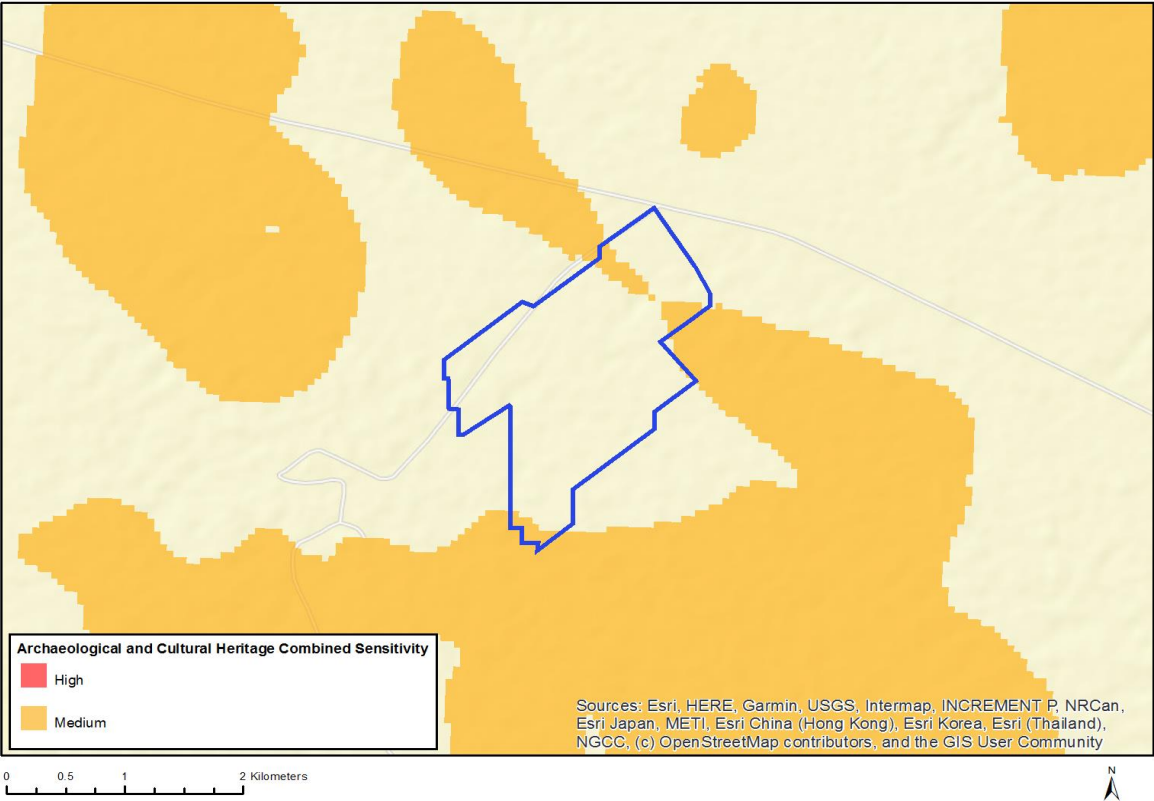 Archaeological and Cultural Heritage Combined Sensitivity
High
Medium
Sources: Esri, HERE, Garmin, USGS, Intermap, INCREMENT P, NRCan,
Esri Japan, METI, Esri China (Hong Kong), Esri Korea, Esri (Thailand),
NGCC, (c) OpenStreetMap contributors, and the GIS User Community
0 0.5 1 2 Kilometers
N